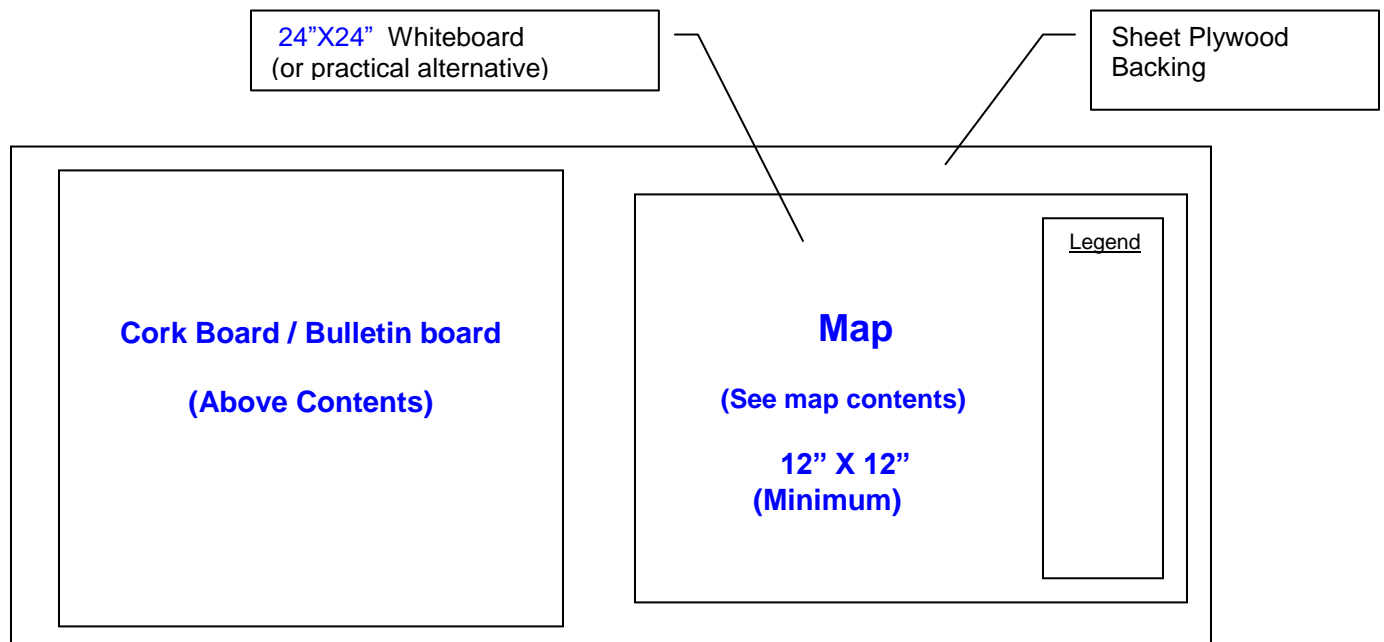 24”X24” Whiteboard
(or practical alternative)
Sheet Plywood
Backing
Cork Board / Bulletin board
(Above Contents)
Map
(See map contents)
12” X 12”
(Minimum)
Legend